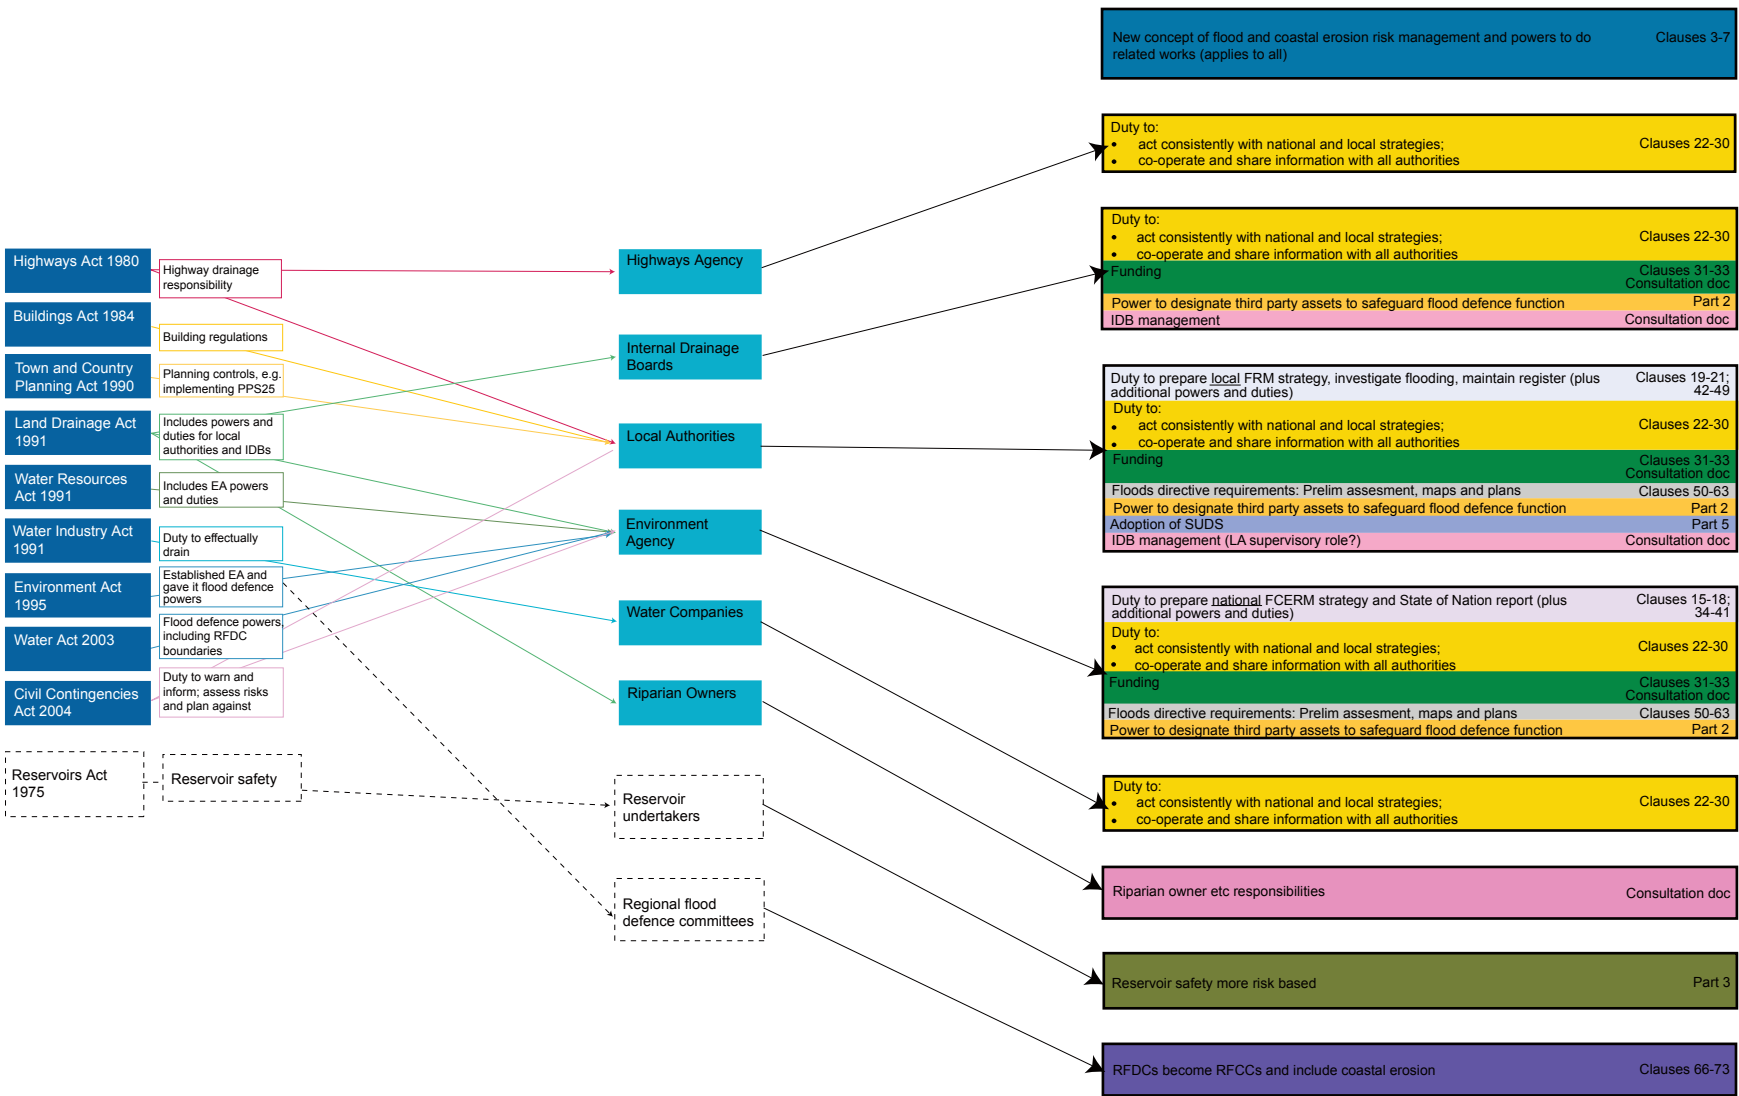 New concept of flood and coastal erosion risk management and powers to do
related works (applies to all)
Clauses 3-7
Duty to:
• act consistently with national and local strategies;
• co-operate and share information with all authorities
Clauses 22-30
Duty to:
• act consistently with national and local strategies;
• co-operate and share information with all authorities
Clauses 22-30
Funding
Clauses 31-33
Consultation doc
Power to designate third party assets to safeguard flood defence function
Part 2
IDB management
Consultation doc
Duty to prepare local FRM strategy, investigate flooding, maintain register (plus
additional powers and duties)
Clauses 19-21;
42-49
Duty to:
• act consistently with national and local strategies;
• co-operate and share information with all authorities
Clauses 22-30
Funding
Clauses 31-33
Consultation doc
Floods directive requirements: Prelim assesment, maps and plans
Clauses 50-63
Power to designate third party assets to safeguard flood defence function
Part 2
Adoption of SUDS
Part 5
IDB management (LA supervisory role?)
Consultation doc
Duty to prepare national FCERM strategy and State of Nation report (plus
additional powers and duties)
Clauses 15-18;
34-41
Duty to:
• act consistently with national and local strategies;
• co-operate and share information with all authorities
Clauses 22-30
Funding
Clauses 31-33
Consultation doc
Floods directive requirements: Prelim assesment, maps and plans
Clauses 50-63
Power to designate third party assets to safeguard flood defence function
Part 2
Duty to:
• act consistently with national and local strategies;
• co-operate and share information with all authorities
Clauses 22-30
Riparian owner etc responsibilities
Consultation doc
Reservoir safety more risk based
Part 3
RFDCs become RFCCs and include coastal erosion
Clauses 66-73
Highways Act 1980
Buildings Act 1984
Town and Country
Planning Act 1990
Land Drainage Act
1991
Water Resources
Act 1991
Water Industry Act
1991
Environment Act
1995
Water Act 2003
Civil Contingencies
Act 2004
Reservoirs Act
1975
Highway drainage
responsibility
Building regulations
Planning controls, e.g.
implementing PPS25
Includes powers and
duties for local
authorities and IDBs
Includes EA powers
and duties
Duty to effectually
drain
Established EA and
gave it flood defence
powers
Flood defence powers,
including RFDC
boundaries
Duty to warn and
inform; assess risks
and plan against
Reservoir safety
Highways Agency
Internal Drainage
Boards
Local Authorities
Environment
Agency
Water Companies
Riparian Owners
Reservoir
undertakers
Regional flood
defence committees